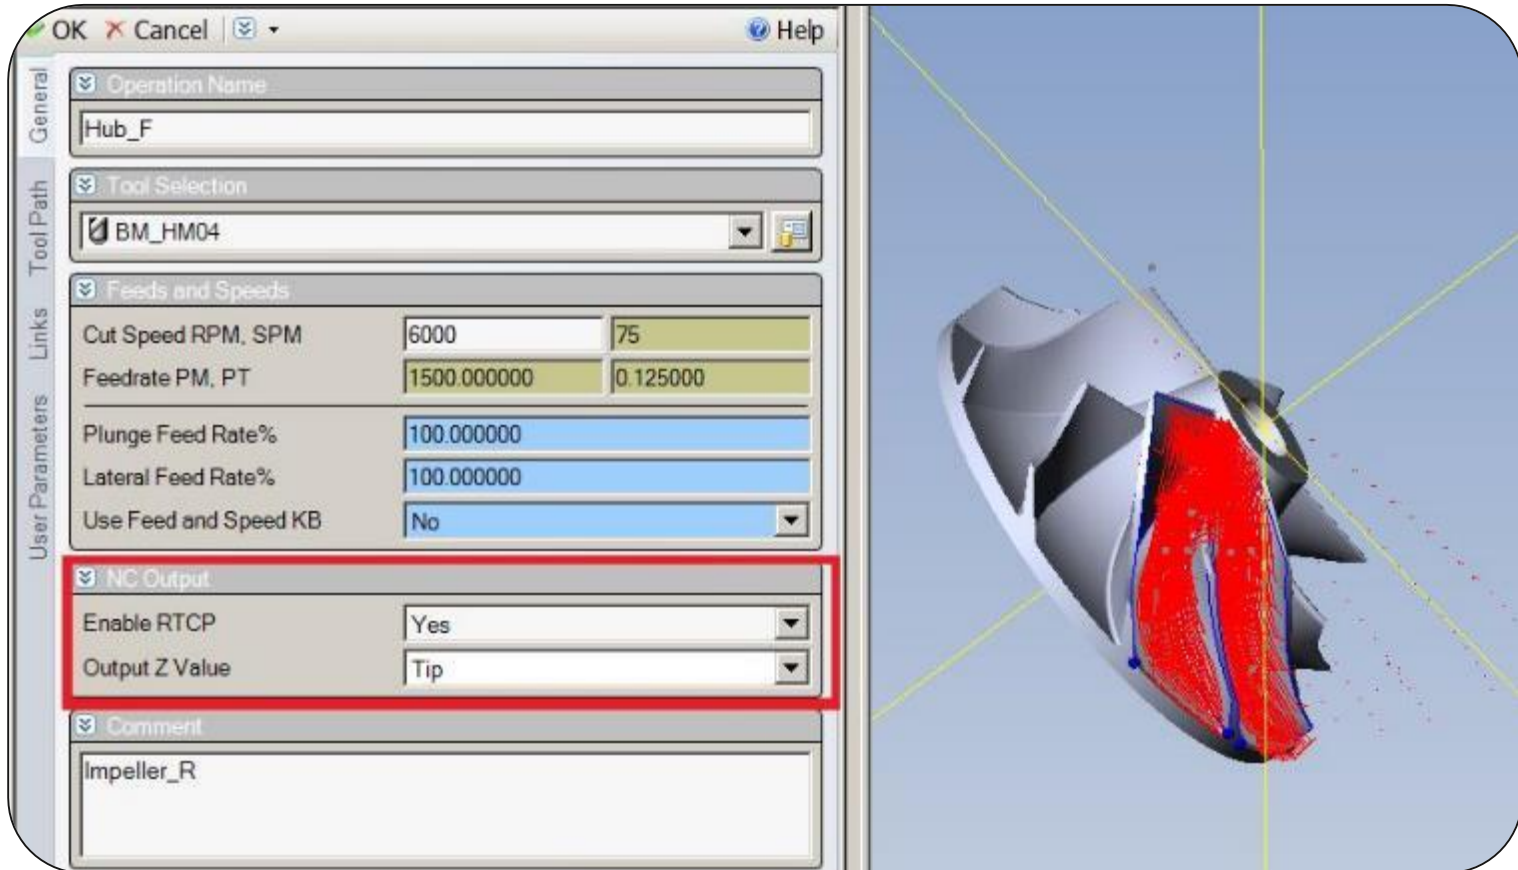 OK Cancel Help
General
Tool Path
Links
User Parameters
Operation Name
Hub_F
Tool Selection
BM_HM04
Feeds and Speeds
Cut Speed RPM, SPM 6000 75
Feedrate PM, PT 1500.000000 0.125000
Plunge Feed Rate% 100.000000
Lateral Feed Rate% 100.000000
Use Feed and Speed KB No
NC Output
Enable RTCP Yes
Output Z Value Tip
Comment
Impeller_R